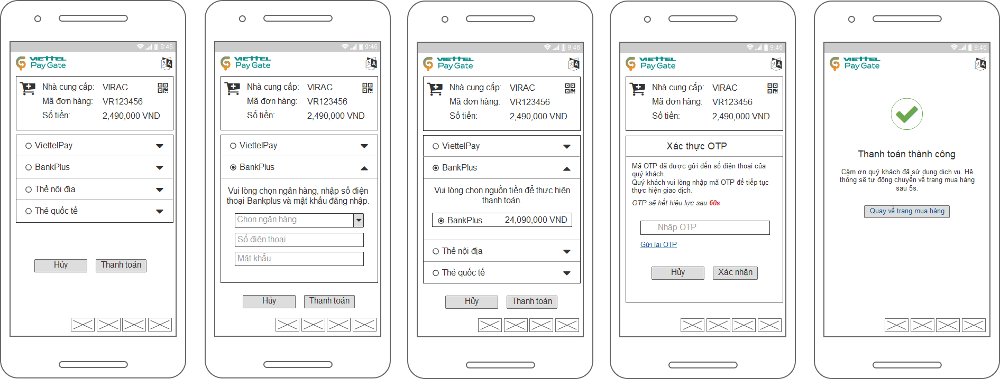 9:46
VIETTEL
Pay Gate
Nhà cung cấp: VIRAC
Mã đơn hàng: VR123456
Số tiền: 2,490,000 VND
ViettelPay
BankPlus
Thẻ nội địa
Thẻ quốc tế
Hủy Thanh toán
9:46
VIETTEL
Pay Gate
Nhà cung cấp: VIRAC
Mã đơn hàng: VR123456
Số tiền: 2,490,000 VND
ViettelPay
BankPlus
Vui lòng chọn ngân hàng, nhập số điện
thoại Bankplus và mật khẩu đăng nhập.
Chọn ngân hàng
Số điện thoại
Mật khẩu
Hủy Thanh toán
9:46
VIETTEL
Pay Gate
Nhà cung cấp: VIRAC
Mã đơn hàng: VR123456
Số tiền: 2,490,000 VND
ViettelPay
BankPlus
Vui lòng chọn nguồn tiền để thực hiện
thanh toán.
BankPlus 24,090,000 VND
Thẻ nội địa
Thẻ quốc tế
Hủy Thanh toán
9:46
VIETTEL
Pay Gate
Nhà cung cấp: VIRAC
Mã đơn hàng: VR123456
Số tiền: 2,490,000 VND
Xác thực OTP
Mã OTP đã được gửi đến số điện thoại của
quý khách.
Quý khách vui lòng nhập mã OTP để tiếp tục
thực hiện giao dịch.
OTP sẽ hết hiệu lực sau 60s
Nhập OTP
Gửi lại OTP
Hủy Xác nhận
9:46
VIETTEL
Pay Gate
Thanh toán thành công
Cảm ơn quý khách đã sử dụng dịch vụ. Hệ
thống sẽ tự động chuyển về trang mua hàng
sau 5s.
Quay về trang mua hàng